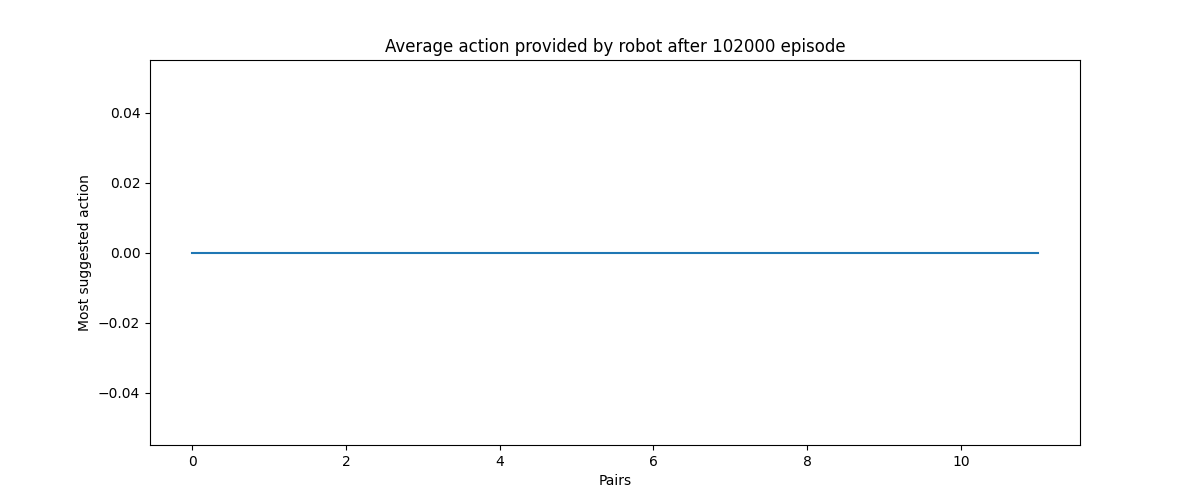 Average action provided by robot after 102000 episode
Most suggested action
0.04
0.02
0.00
−0.02
−0.04
0 2 4 6 8 10
Pairs